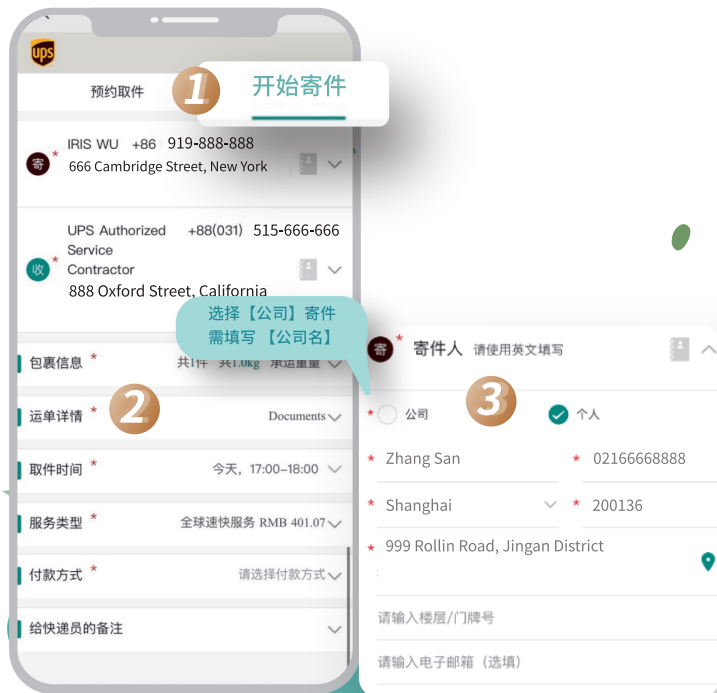 ups
预约取件
1
开始寄件
寄
*
IRIS WU +86 919-888-888
666 Cambridge Street, New York
收
*
UPS Authorized +88(031) 515-666-666
Service
Contractor
888 Oxford Street, California
选择【公司】寄件
需填写 【公司名】
包裹信息 * 共1件 共1.0kg 承运重量
运单详情 * 2 Documents
取件时间 * 今天，17:00-18:00
服务类型 * 全球速快服务 RMB 401.07
付款方式 * 请选择付款方式
给快递员的备注
寄 * 寄件人 请使用英文填写
* 公司 3 个人
* Zhang San * 02166668888
* Shanghai * 200136
* 999 Rollin Road, Jingan District
请输入楼层/门牌号
请输入电子邮箱（选填）